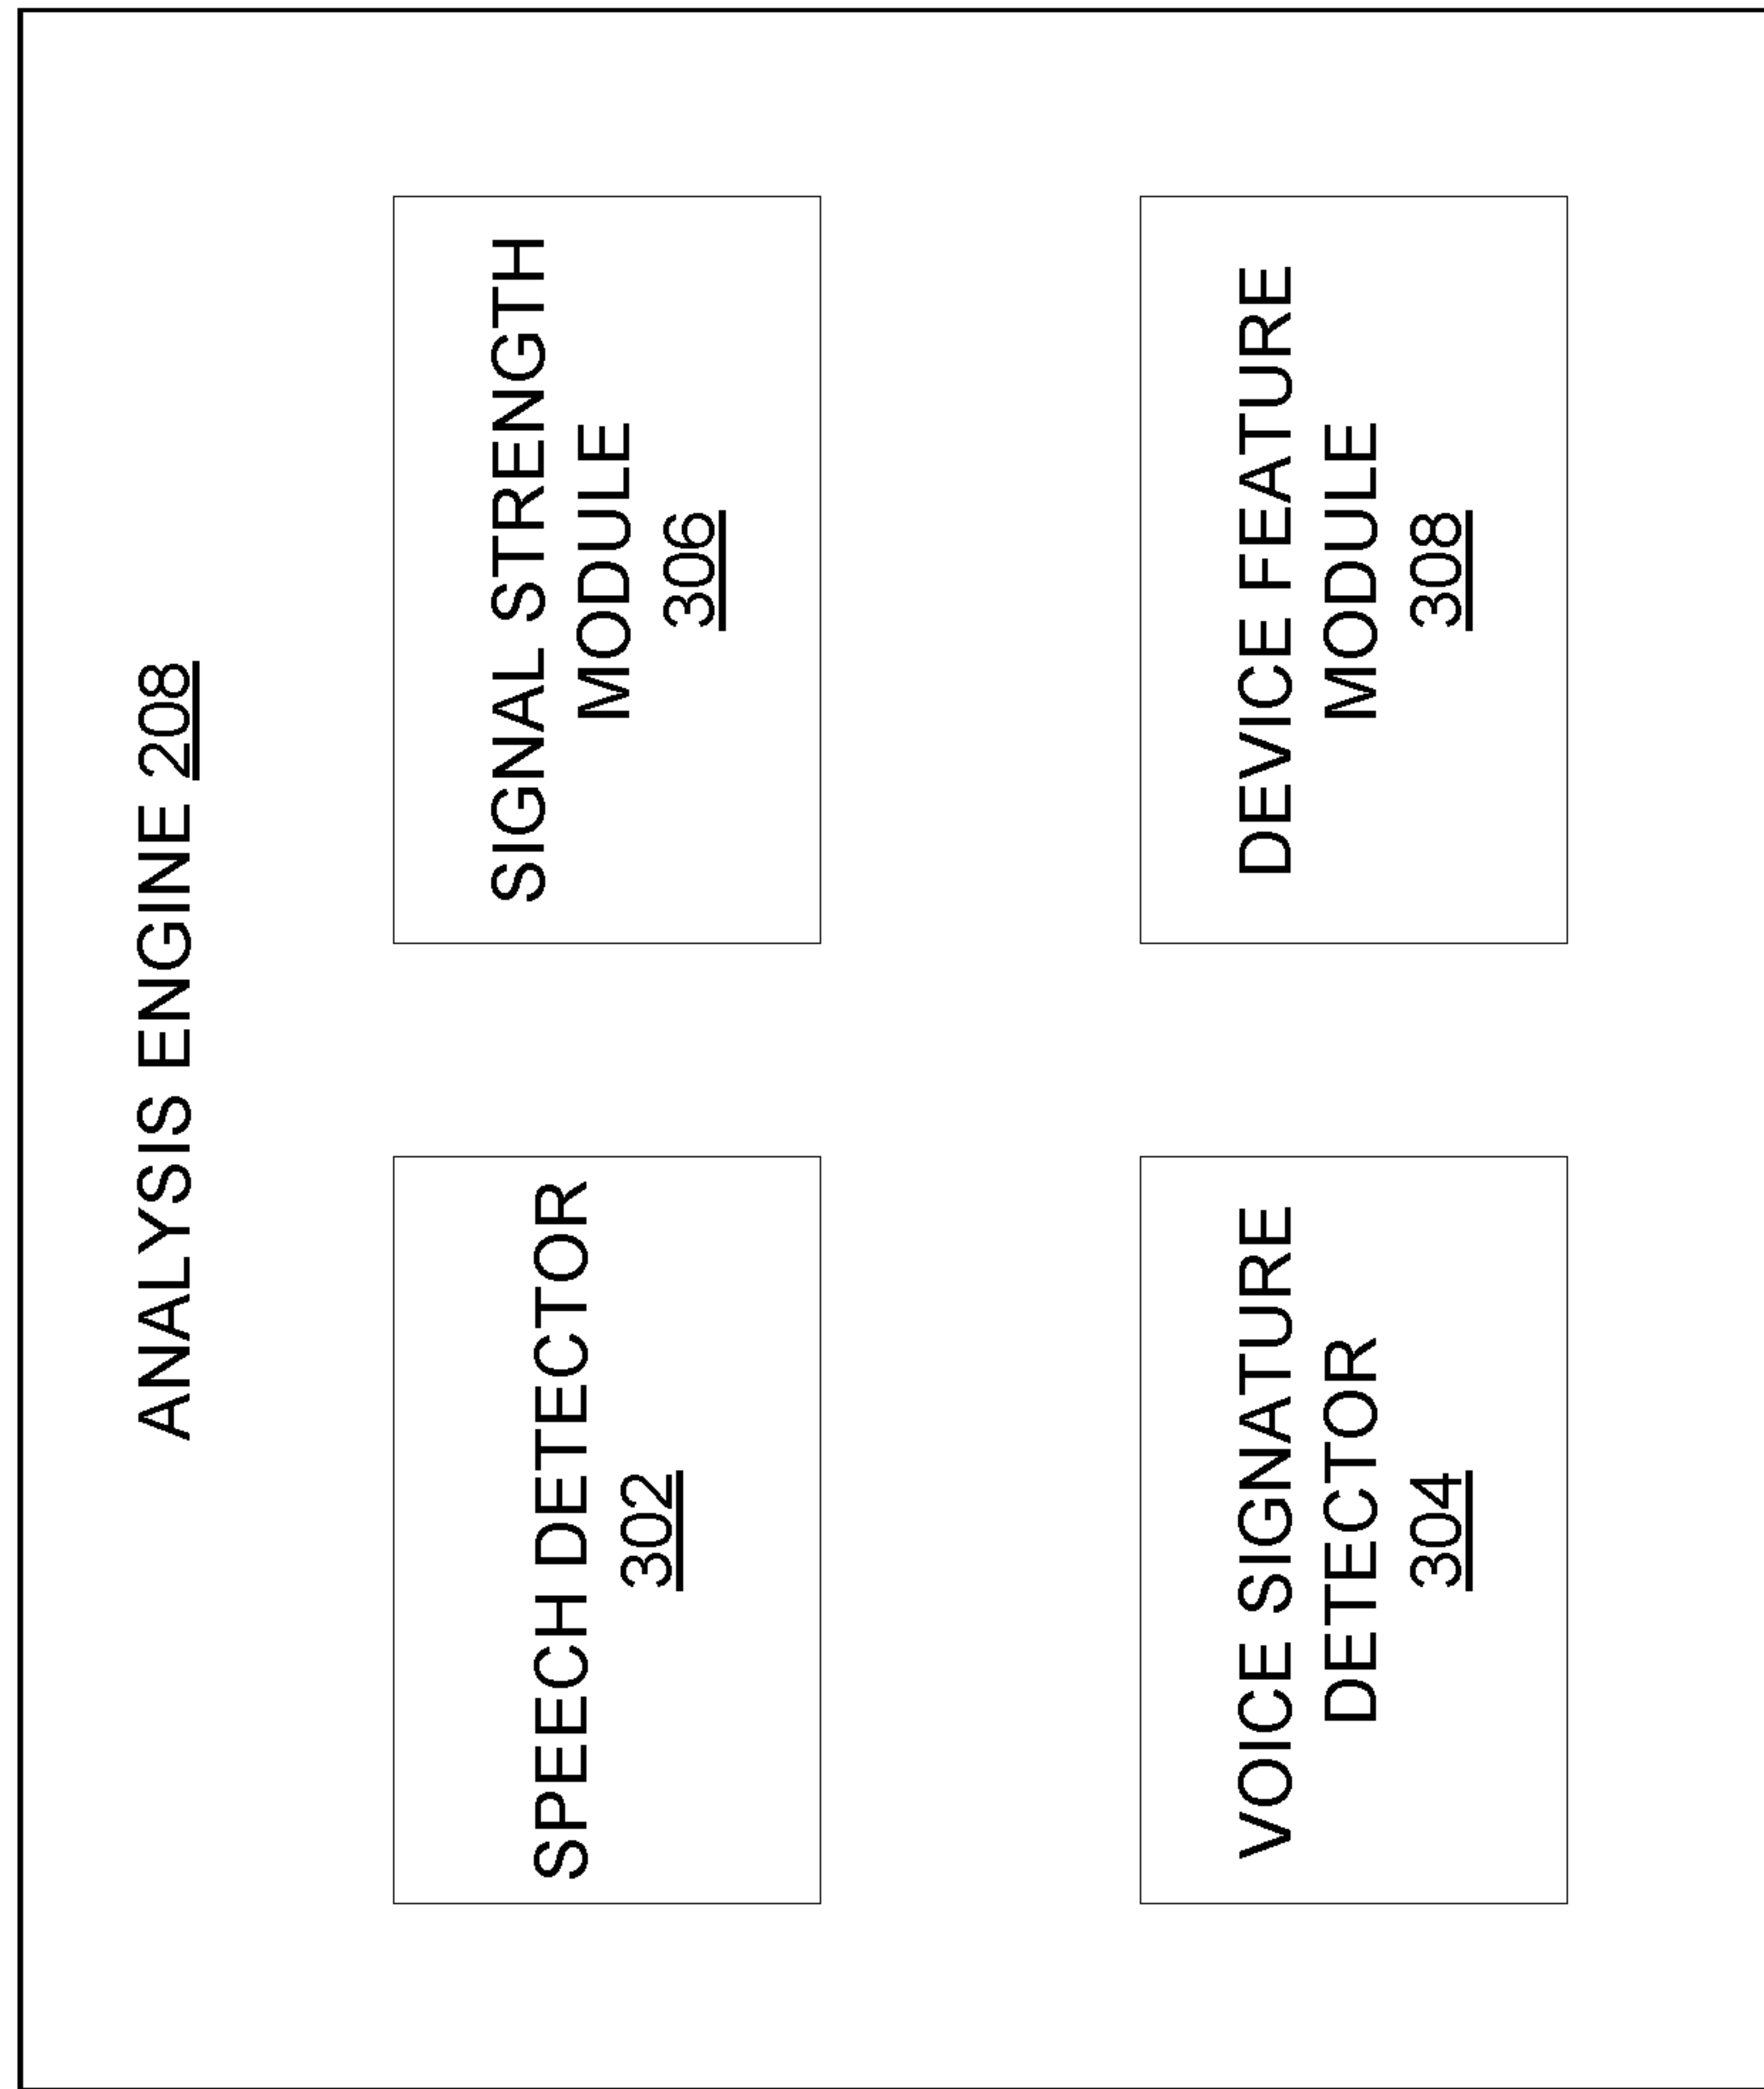 ANALYSIS ENGINE 208
SPEECH DETECTOR
302
SIGNAL STRENGTH
MODULE
306
VOICE SIGNATURE
DETECTOR
304
DEVICE FEATURE
MODULE
308